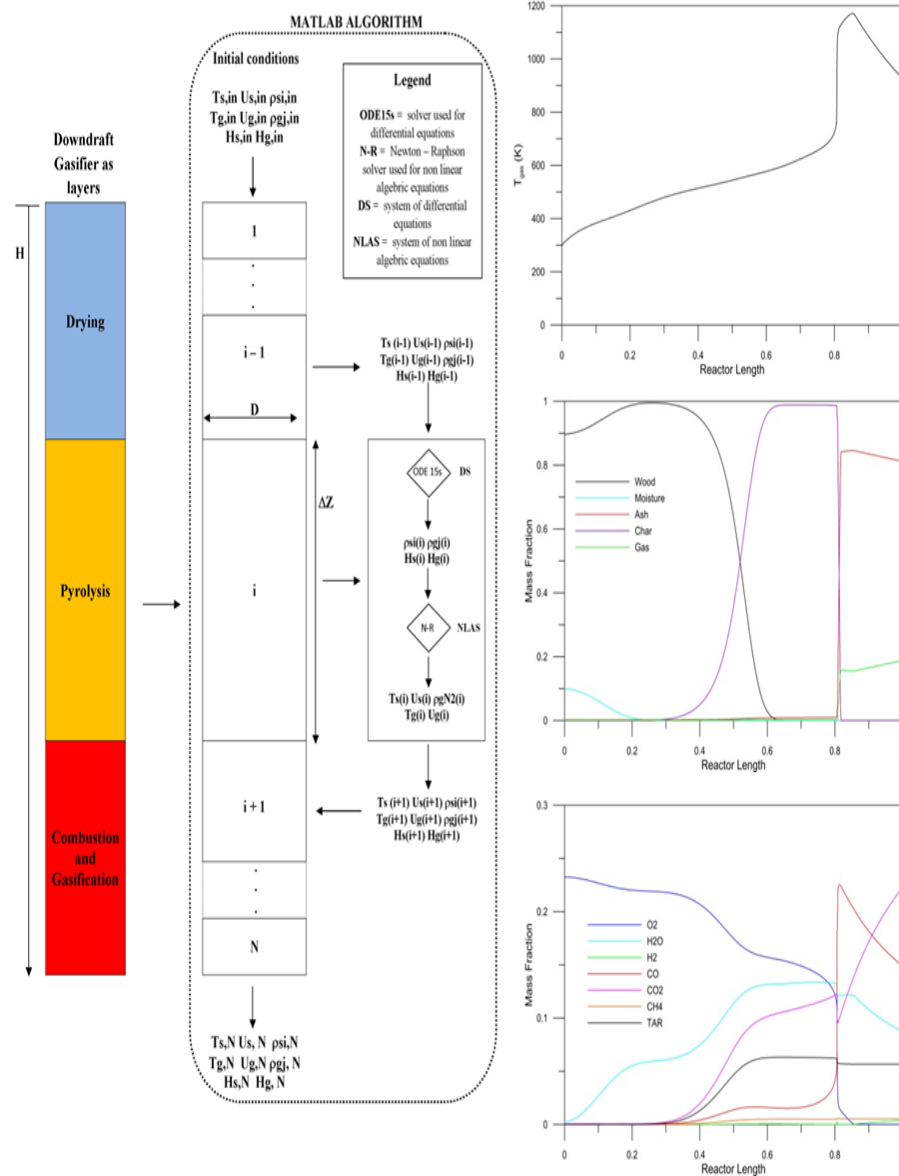 MATLAB ALGORITHM
Initial conditions
Ts,in Us,in ρsi,in
Tg,in Ug,in ρgj,in
Hs,in Hg,in
Legend
ODE15s = solver used for
differential equations
N-R = Newton – Raphson
solver used for non linear
algebric equations
DS = system of differential
equations
NLAS = system of non linear
algebric equations
Downdraft
Gasifier as
layers
H
Drying
Pyrolysis
Combustion
and
Gasification
1
i – 1
D
i
ΔZ
i + 1
N
Ts (i-1) Us(i-1) ρsi(i-1)
Tg(i-1) Ug(i-1) ρgj(i-1)
Hs(i-1) Hg(i-1)
ODE 15s
DS
ρsi(i) ρgj(i)
Hs(i) Hg(i)
N-R
NLAS
Ts(i) Us(i) ρgN2(i)
Tg(i) Ug(i)
Ts (i+1) Us(i+1) ρsi(i+1)
Tg(i+1) Ug(i+1) ρgj(i+1)
Hs(i+1) Hg(i+1)
Ts,N Us, N ρsi,N
Tg,N Ug,N ρgj, N
Hs,N Hg, N
1200
1000
800
600
400
200
0
Tgas (K)
0 0.2 0.4 0.6 0.8 1
Reactor Length
1
0.8
0.6
0.4
0.2
0
Mass Fraction
Wood
Moisture
Ash
Char
Gas
0 0.2 0.4 0.6 0.8
Reactor Length
0.3
0.2
0.1
0
Mass Fraction
O2
H2O
H2
CO
CO2
CH4
TAR
0 0.2 0.4 0.6 0.8
Reactor Length